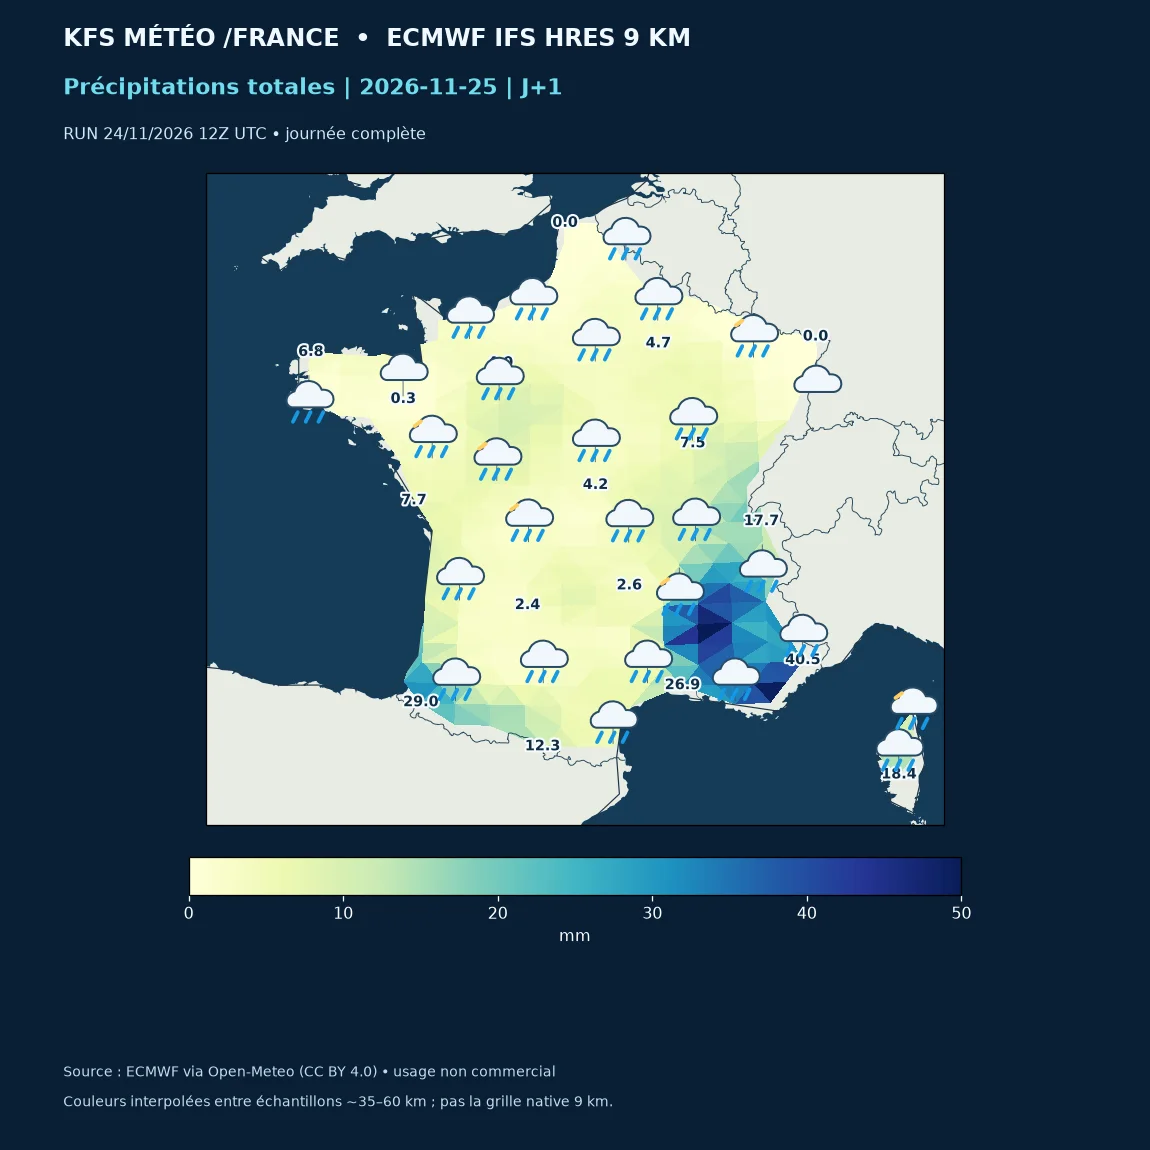 KFS MÉTÉO /FRANCE • ECMWF IFS HRES 9 KM
Précipitations totales | 2026-11-25 | J+1
RUN 24/11/2026 12Z UTC • journée complète
0.0
0.0
4.7
6.8
0.3
7.5
4.2
7.7
17.7
2.6
2.4
40.5
26.9
29.0
12.3
18.4
0 10 20 30 40 50
mm
Source : ECMWF via Open-Meteo (CC BY 4.0) • usage non commercial
Couleurs interpolées entre échantillons ~35–60 km ; pas la grille native 9 km.